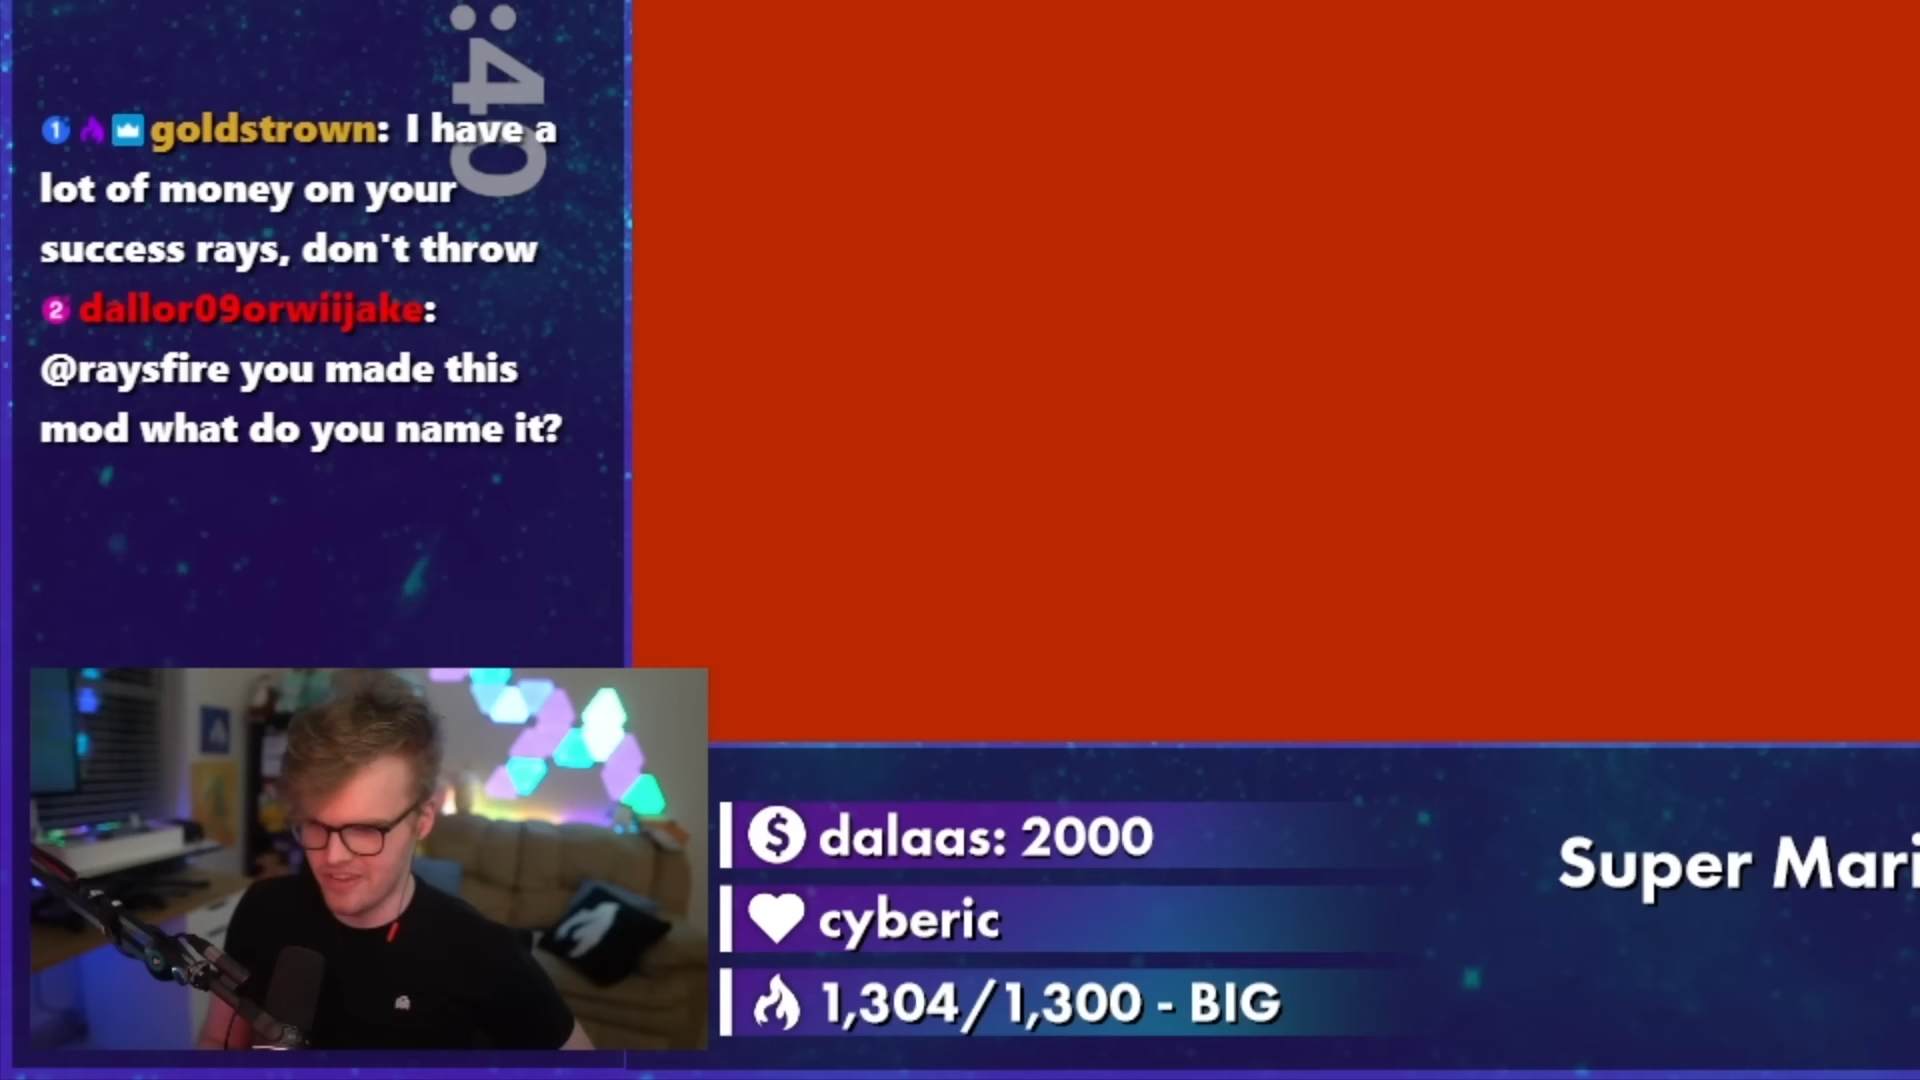 :40
goldstrown: I have a
lot of money on your
success rays, don't throw
dallor09orwiijake:
@raysfire you made this
mod what do you name it?
dalaas: 2000
cyberic
1,304/1,300 - BIG
Super Mari